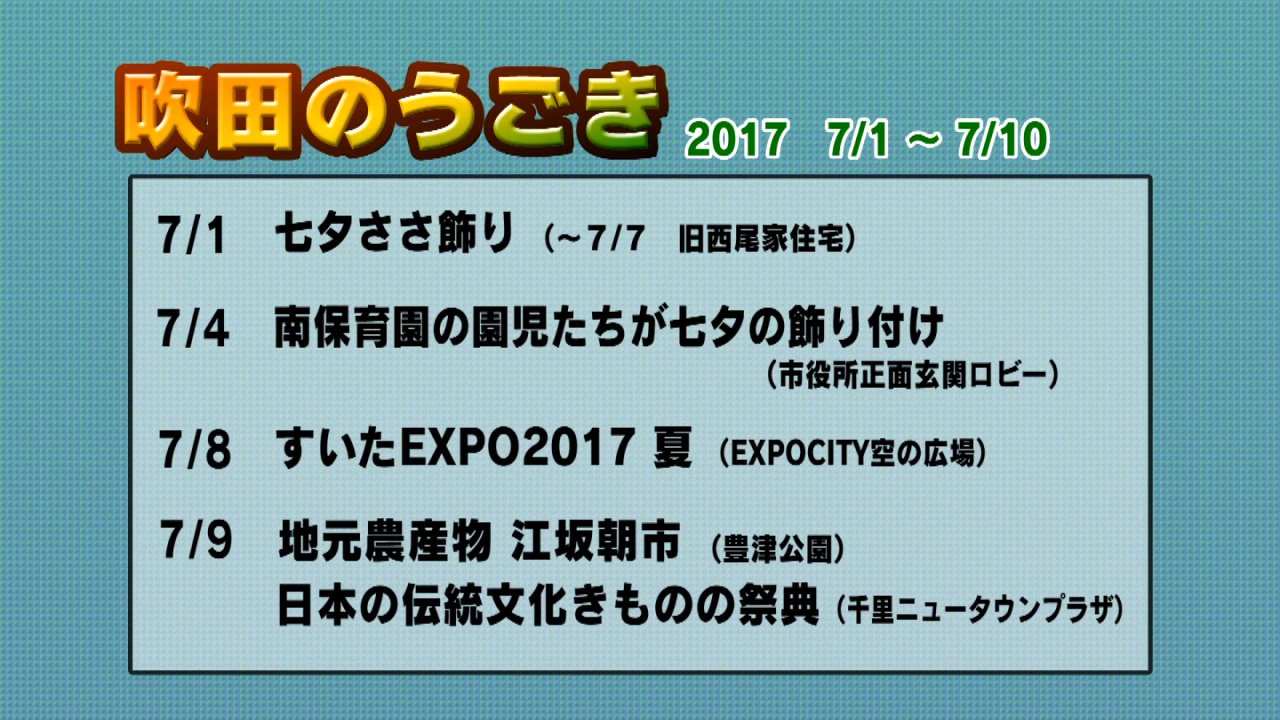 吹田のうごき 2017 7/1 ～ 7/10
7/1 七夕ささ飾り （～7/7 旧西尾家住宅）
7/4 南保育園の園児たちが七夕の飾り付け
（市役所正面玄関ロビー）
7/8 すいたEXPO2017 夏 （EXPOCITY空の広場）
7/9 地元農産物 江坂朝市 （豊津公園）
日本の伝統文化きものの祭典 （千里ニュータウンプラザ）